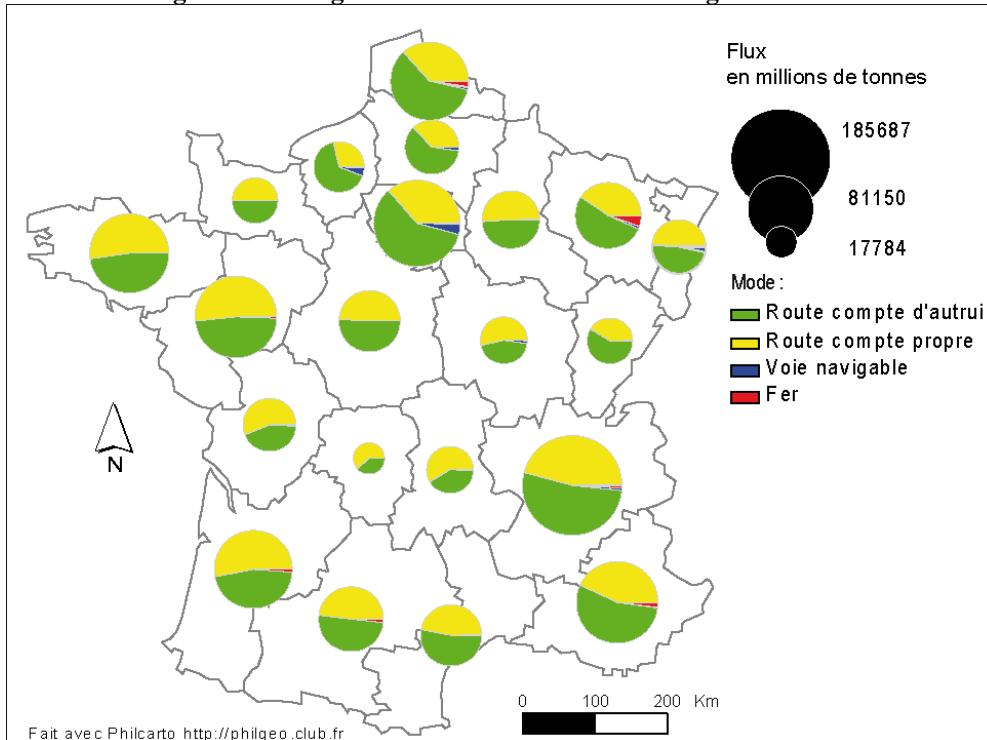 Flux
en millions de tonnes
185687
81150
17784
Mode :
Route compte d'autrui
Route compte propre
Voie navigable
Fer
N
0 100 200 Km
Fait avec Philcarto http://philgeo.club.fr